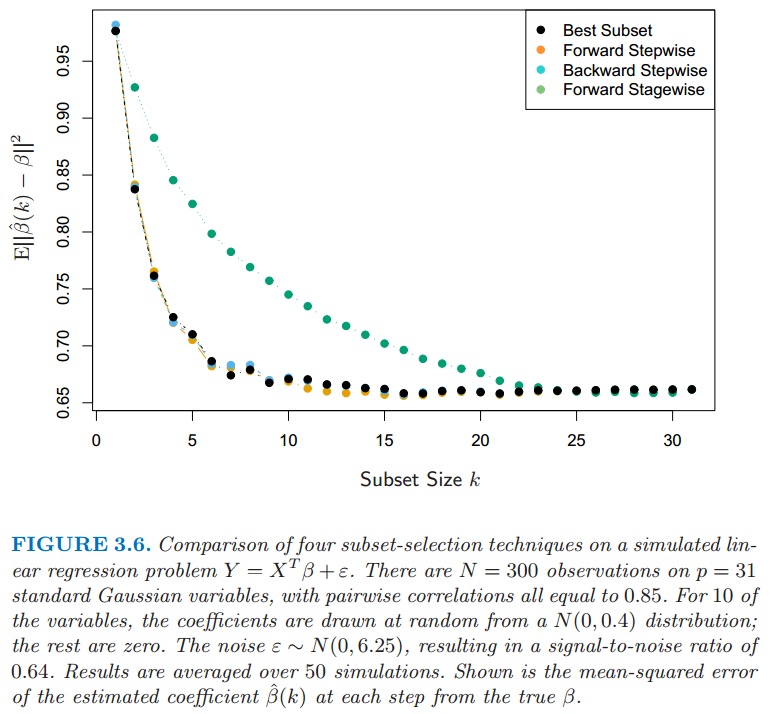 Best Subset
Forward Stepwise
Backward Stepwise
Forward Stagewise
E||β̂(k) − β||²
0.95
0.90
0.85
0.80
0.75
0.70
0.65
0 5 10 15 20 25 30
Subset Size k
FIGURE 3.6. Comparison of four subset-selection techniques on a simulated lin-
ear regression problem Y = X^T β + ε. There are N = 300 observations on p = 31
standard Gaussian variables, with pairwise correlations all equal to 0.85. For 10 of
the variables, the coefficients are drawn at random from a N(0, 0.4) distribution;
the rest are zero. The noise ε ∼ N(0, 6.25), resulting in a signal-to-noise ratio of
0.64. Results are averaged over 50 simulations. Shown is the mean-squared error
of the estimated coefficient β̂(k) at each step from the true β.